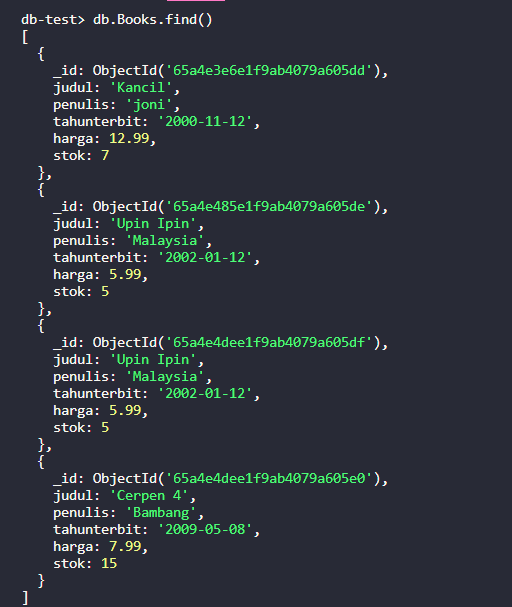 db-test> db.Books.find()
[
  {
    _id: ObjectId('65a4e3e6e1f9ab4079a605dd'),
    judul: 'Kancil',
    penulis: 'joni',
    tahunterbit: '2000-11-12',
    harga: 12.99,
    stok: 7
  },
  {
    _id: ObjectId('65a4e485e1f9ab4079a605de'),
    judul: 'Upin Ipin',
    penulis: 'Malaysia',
    tahunterbit: '2002-01-12',
    harga: 5.99,
    stok: 5
  },
  {
    _id: ObjectId('65a4e4dee1f9ab4079a605df'),
    judul: 'Upin Ipin',
    penulis: 'Malaysia',
    tahunterbit: '2002-01-12',
    harga: 5.99,
    stok: 5
  },
  {
    _id: ObjectId('65a4e4dee1f9ab4079a605e0'),
    judul: 'Cerpen 4',
    penulis: 'Bambang',
    tahunterbit: '2009-05-08',
    harga: 7.99,
    stok: 15
  }
]